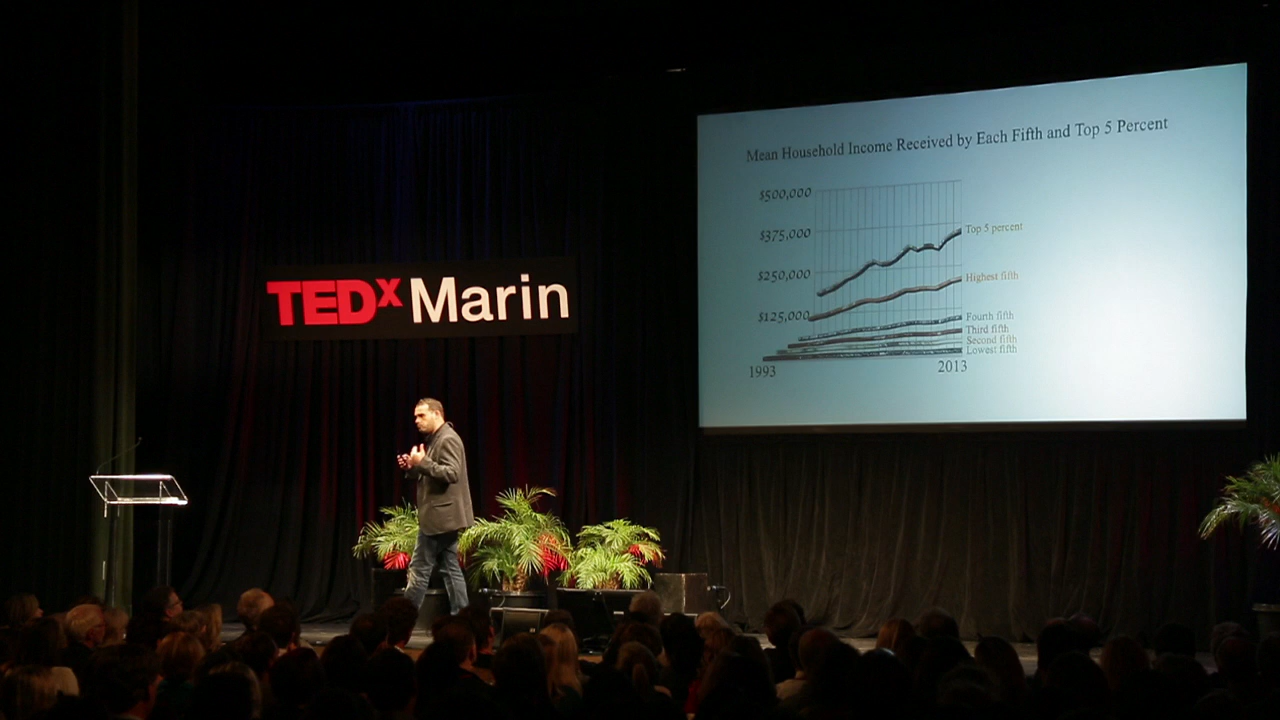 TEDx Marin
Mean Household Income Received by Each Fifth and Top 5 Percent
$500,000
$375,000
$250,000
$125,000
Top 5 percent
Highest fifth
Fourth fifth
Third fifth
Second fifth
Lowest fifth
1993
2013